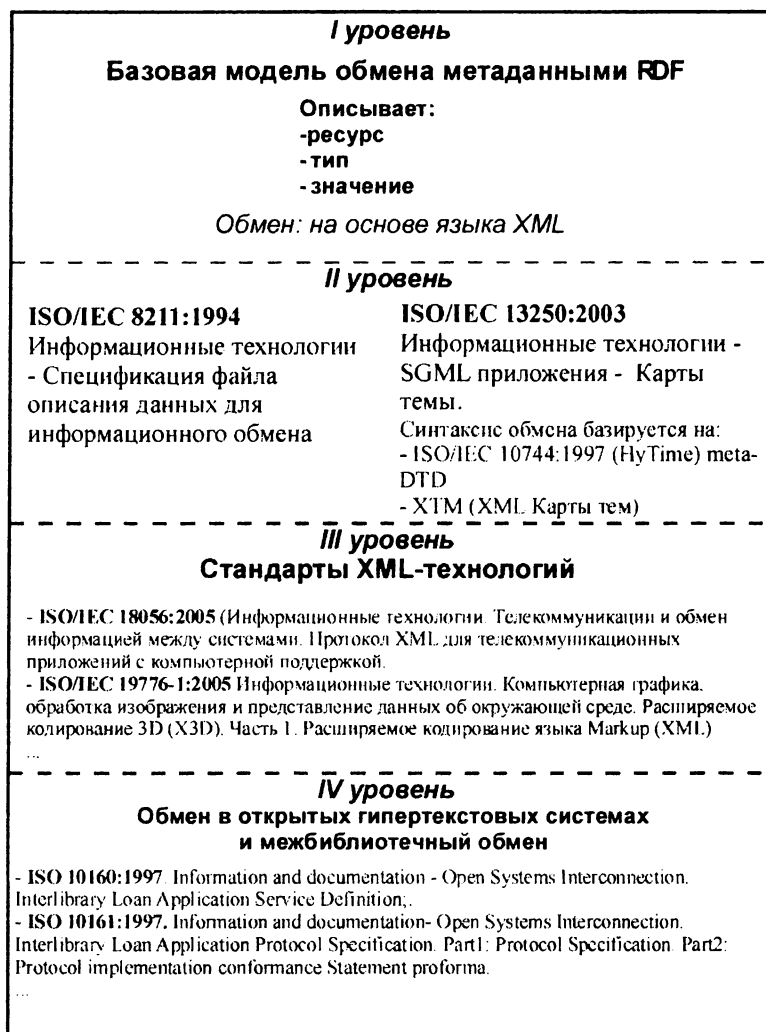 I уровень
Базовая модель обмена метаданными RDF
Описывает:
-ресурс
-тип
-значение
Обмен: на основе языка XML
II уровень
ISO/IEC 8211:1994
Информационные технологии
- Спецификация файла
описания данных для
информационного обмена
ISO/IEC 13250:2003
Информационные технологии -
SGML приложения - Карты
темы.
Синтаксис обмена базируется на:
- ISO/IEC 10744:1997 (HyTime) meta-
DTD
- XTM (XML Карты тем)
III уровень
Стандарты XML-технологий
- ISO/IEC 18056:2005 (Информационные технологии. Телекоммуникации и обмен
информацией между системами. Протокол XML для телекоммуникационных
приложений с компьютерной поддержкой.
- ISO/IEC 19776-1:2005 Информационные технологии. Компьютерная графика,
обработка изображения и представление данных об окружающей среде. Расширяемое
кодирование 3D (X3D). Часть 1. Расширяемое кодирование языка Markup (XML)
...
IV уровень
Обмен в открытых гипертекстовых системах
и межбиблиотечный обмен
- ISO 10160:1997. Information and documentation - Open Systems Interconnection.
Interlibrary Loan Application Service Definition;.
- ISO 10161:1997. Information and documentation- Open Systems Interconnection.
Interlibrary Loan Application Protocol Specification. Part1: Protocol Specification. Part2:
Protocol implementation conformance Statement proforma.
...